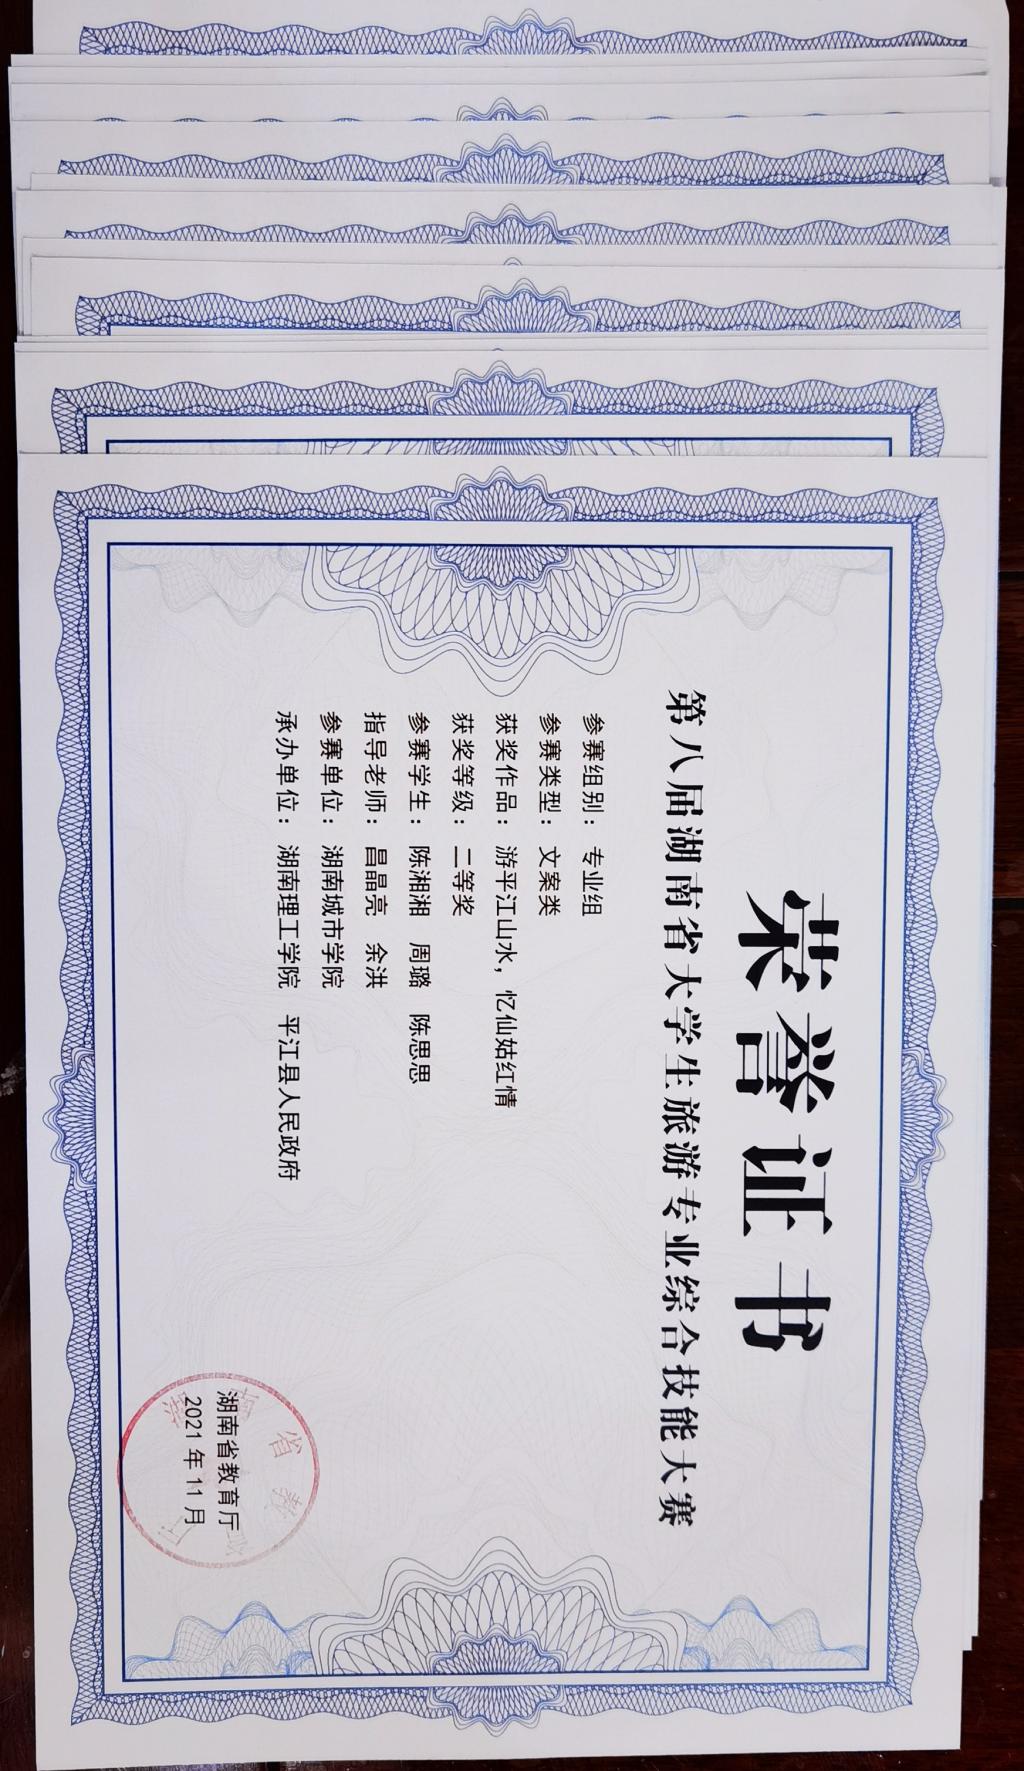 荣誉证书
第八届湖南省大学生旅游专业综合技能大赛
参赛组别：专业组
参赛类型：文案类
获奖作品：游平江山水，忆仙姑红情
获奖等级：二等奖
参赛学生：陈湘湘 周璐 陈思思
指导老师：昌晶亮 余洪
参赛单位：湖南城市学院
承办单位：湖南理工学院 平江县人民政府
湖南省教育厅
2021年11月